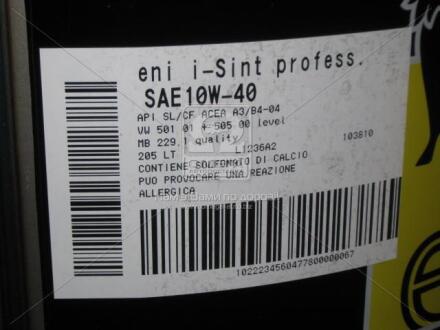 eni i-Sint profess.
SAE10W-40
API SL/CF ACEA A3/B4-04
VW 501 01 + 505 00 level
MB 229.1 quality
205 LT L1236A2 103810
CONTIENE SOLFONATO DI CALCIO
PUO PROVOCARE UNA REAZIONE
ALLERGICA
1022234560477800000067